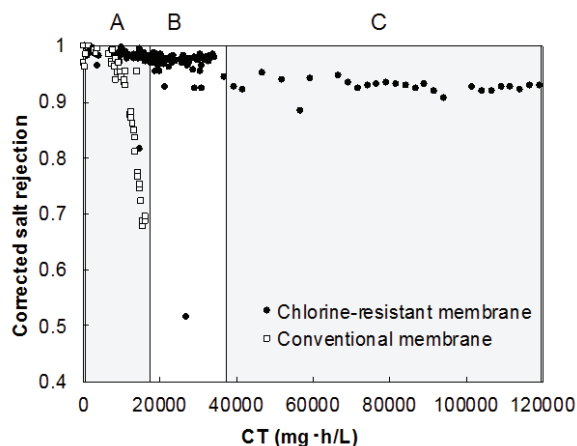 A B C
1
0.9
0.8
0.7
0.6
0.5
0.4
Corrected salt rejection
Chlorine-resistant membrane
Conventional membrane
0 20000 40000 60000 80000 100000 120000
CT (mg·h/L)